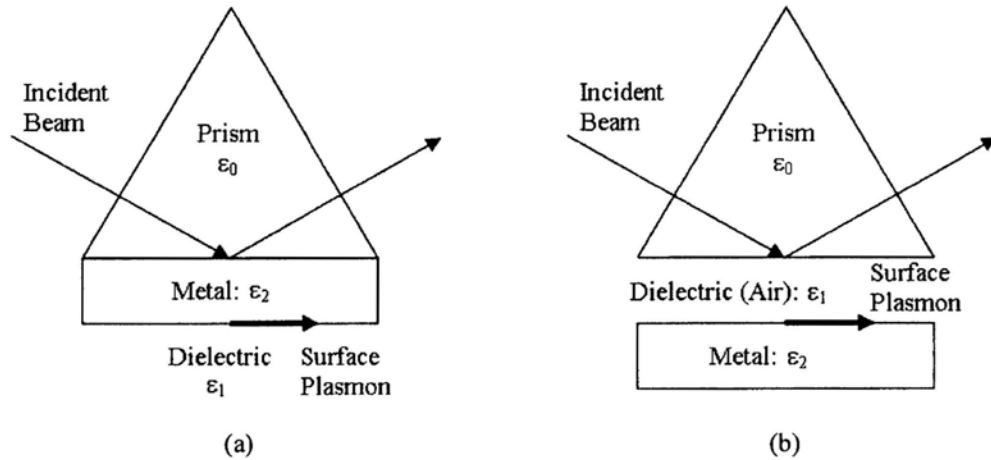 Incident
Beam
Prism
ε₀
Metal: ε₂
Dielectric
ε₁
Surface
Plasmon
(a)
Incident
Beam
Prism
ε₀
Dielectric (Air): ε₁
Surface
Plasmon
Metal: ε₂
(b)